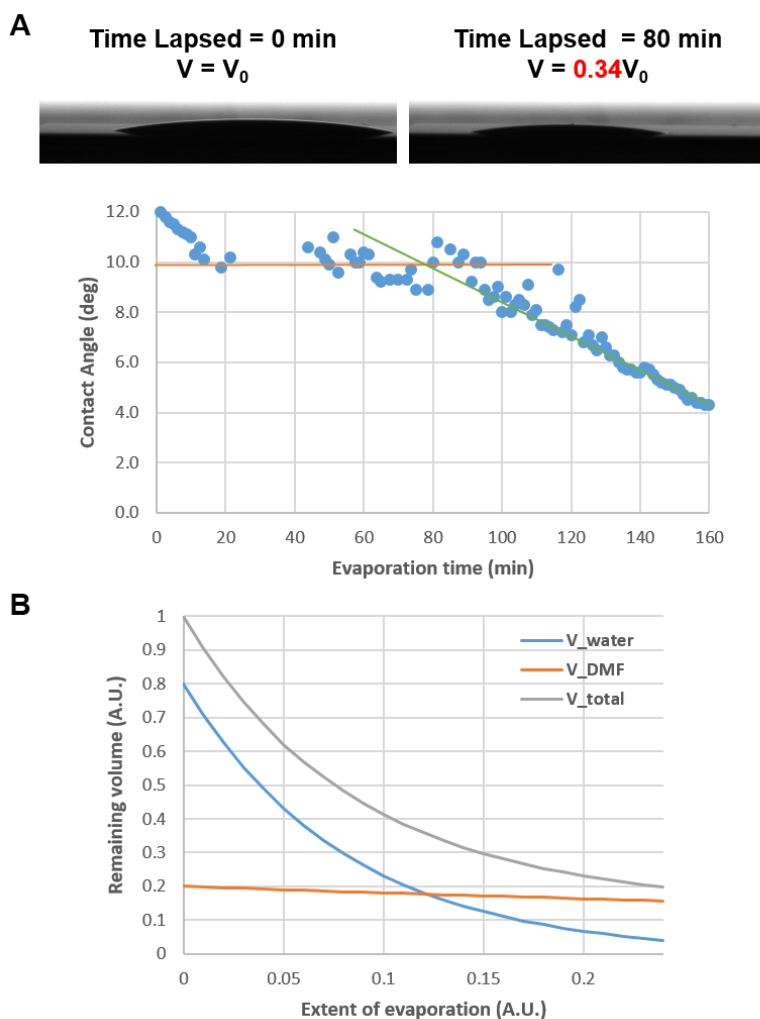 A
Time Lapsed = 0 min
V = V₀
Time Lapsed = 80 min
V = 0.34V₀
12.0
10.0
8.0
6.0
4.0
2.0
0.0
Contact Angle (deg)
0 20 40 60 80 100 120 140 160
Evaporation time (min)
B
1
0.9
0.8
0.7
0.6
0.5
0.4
0.3
0.2
0.1
0
Remaining volume (A.U.)
V_water
V_DMF
V_total
0 0.05 0.1 0.15 0.2
Extent of evaporation (A.U.)